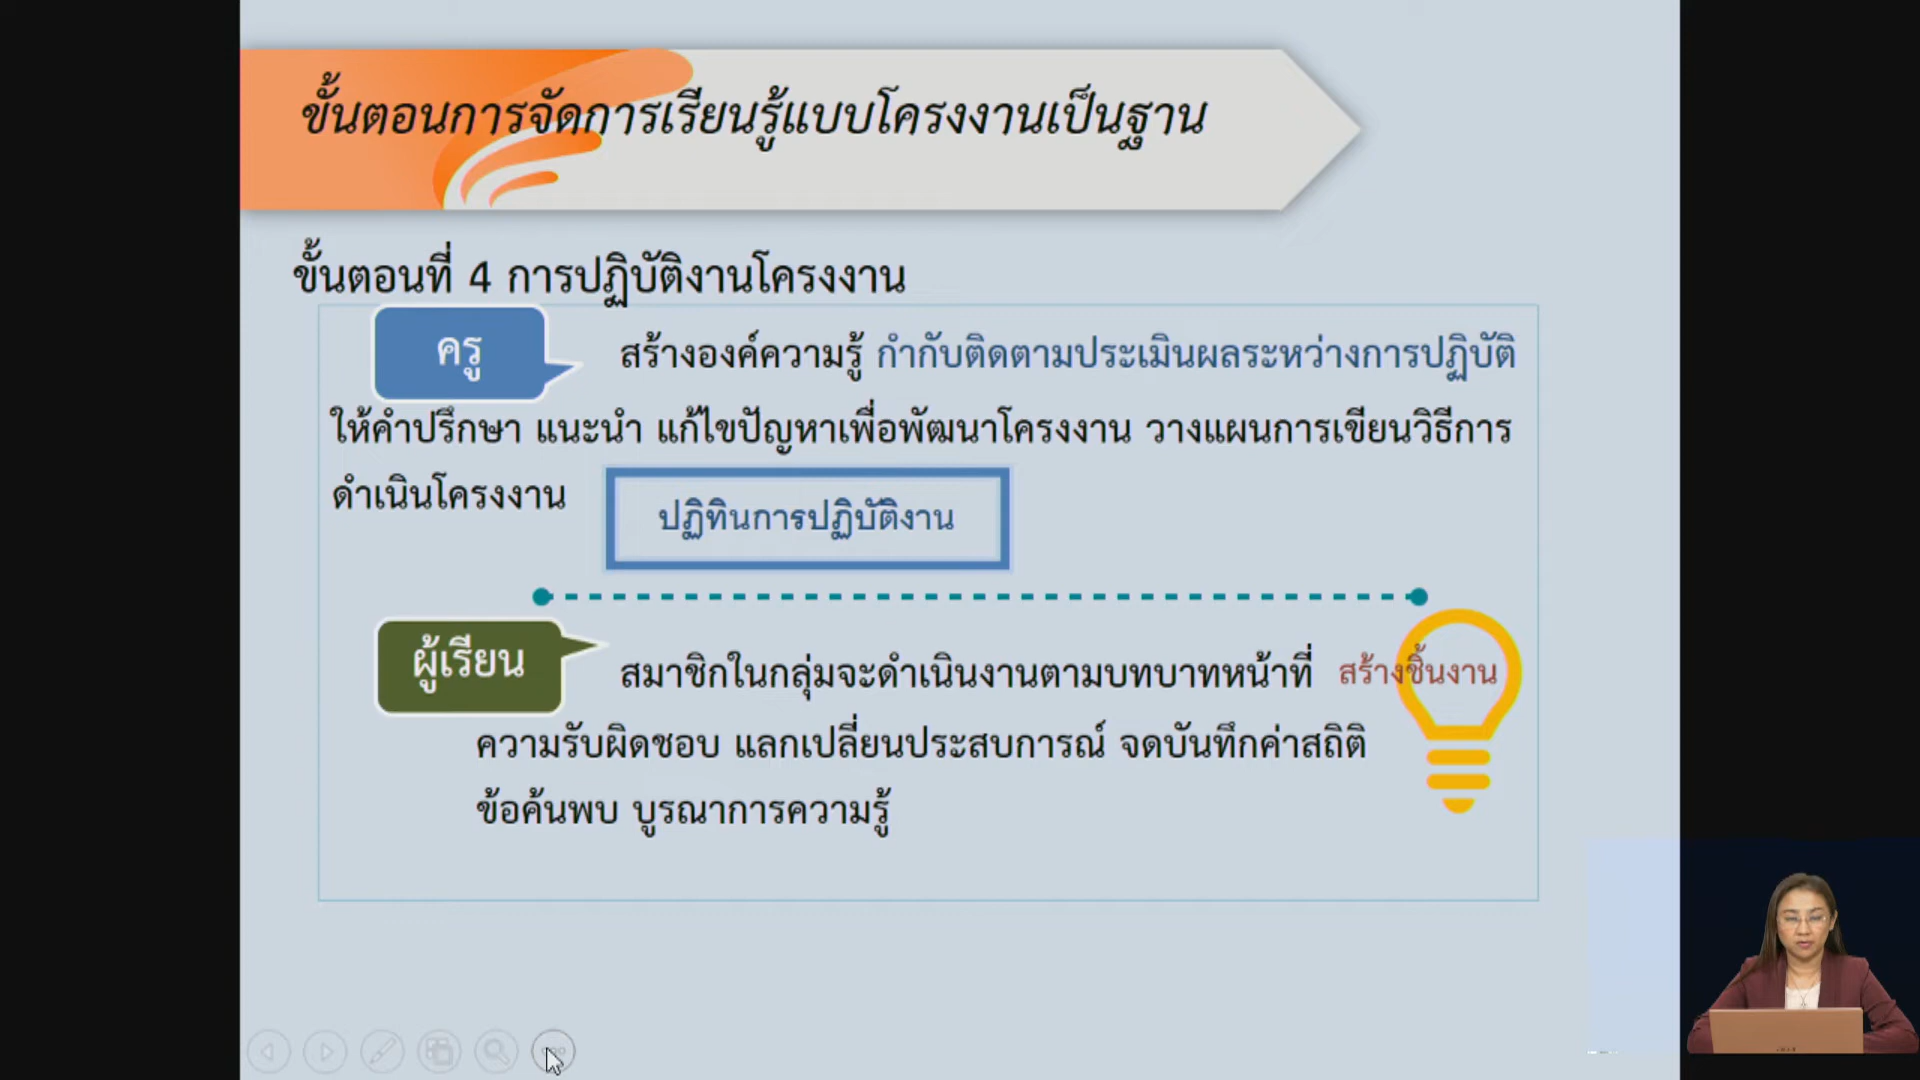 ขั้นตอนการจัดการเรียนรู้แบบโครงงานเป็นฐาน
ขั้นตอนที่ 4 การปฏิบัติงานโครงงาน
ครู
สร้างองค์ความรู้ กำกับติดตามประเมินผลระหว่างการปฏิบัติ
ให้คำปรึกษา แนะนำ แก้ไขปัญหาเพื่อพัฒนาโครงงาน วางแผนการเขียนวิธีการ
ดำเนินโครงงาน
ปฏิทินการปฏิบัติงาน
ผู้เรียน
สมาชิกในกลุ่มจะดำเนินงานตามบทบาทหน้าที่ สร้างชิ้นงาน
ความรับผิดชอบ แลกเปลี่ยนประสบการณ์ จดบันทึกค่าสถิติ
ข้อค้นพบ บูรณาการความรู้